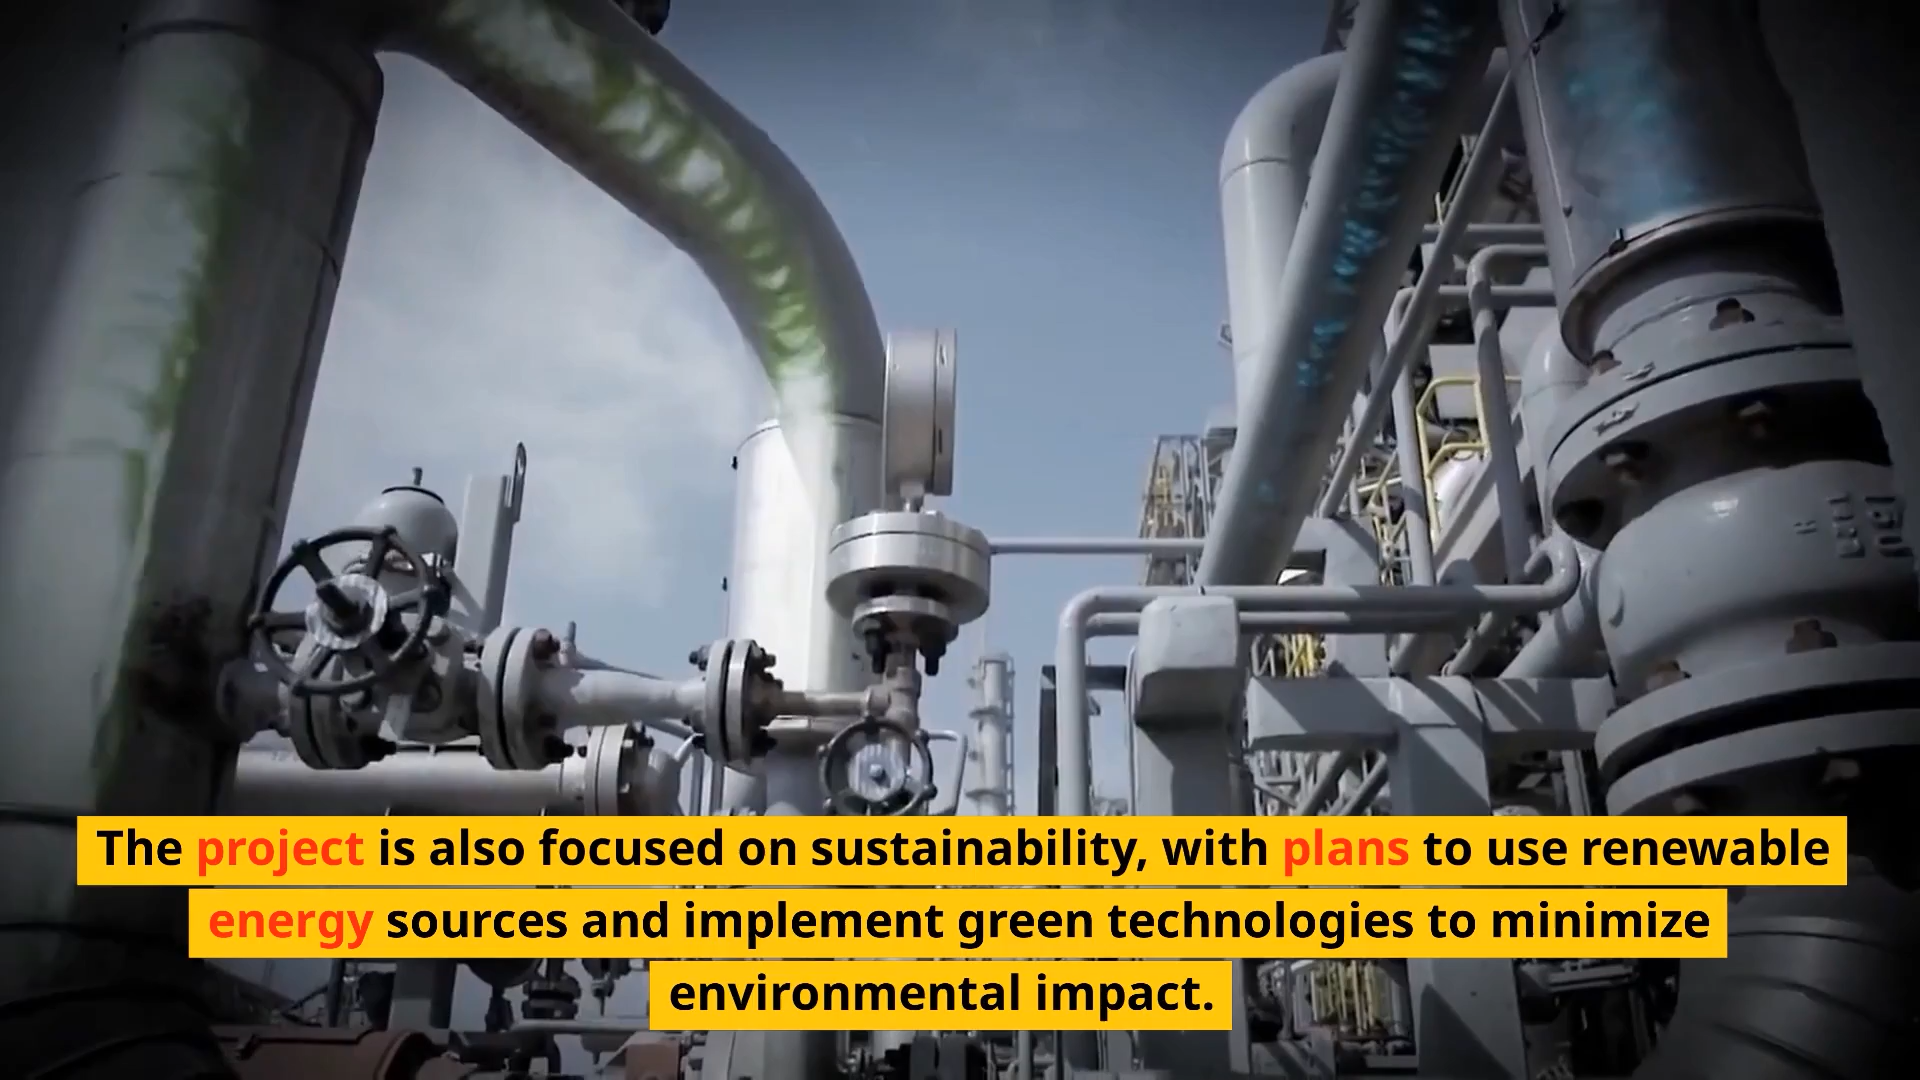 The project is also focused on sustainability, with plans to use renewable
energy sources and implement green technologies to minimize
environmental impact.